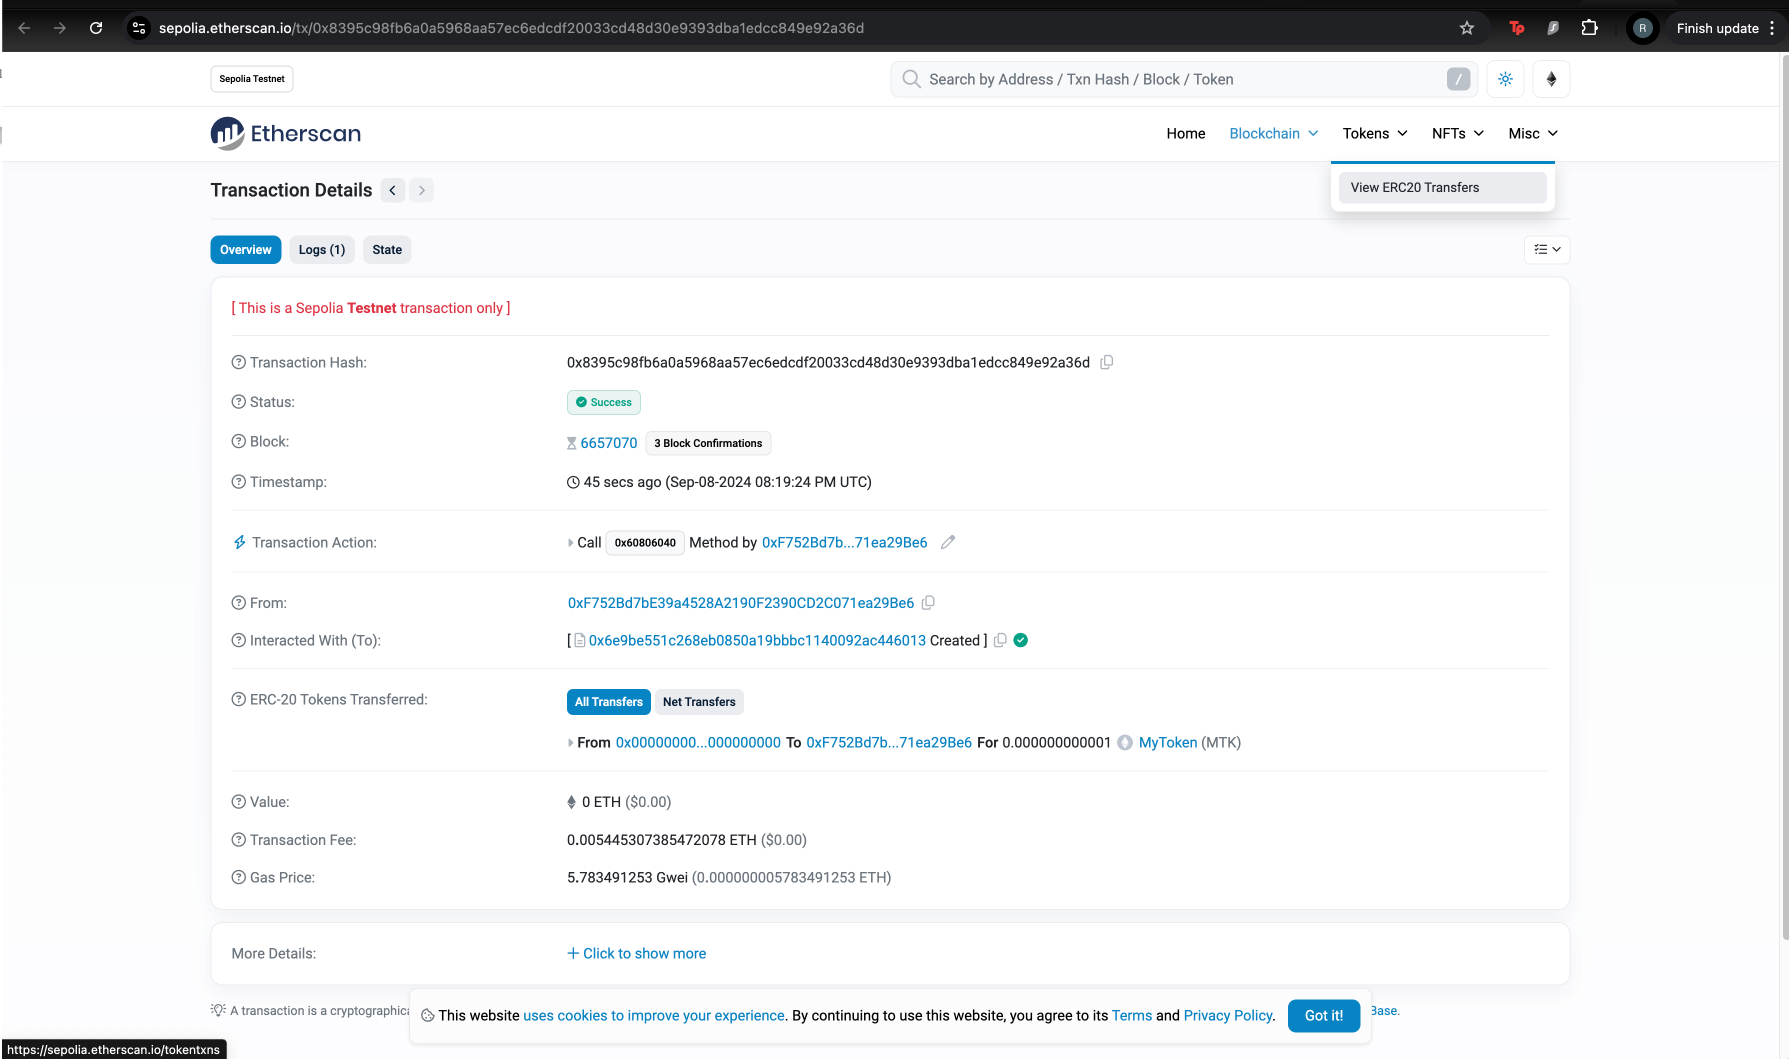 sepolia.etherscan.io/tx/0x8395c98fb6a0a5968aa57ec6edcdf20033cd48d30e9393dba1edcc849e92a36d
Tp
R
Finish update
Sepolia Testnet
Search by Address / Txn Hash / Block / Token
/
Etherscan
Home
Blockchain
Tokens
NFTs
Misc
View ERC20 Transfers
Transaction Details
Overview
Logs (1)
State
[ This is a Sepolia Testnet transaction only ]
Transaction Hash:
0x8395c98fb6a0a5968aa57ec6edcdf20033cd48d30e9393dba1edcc849e92a36d
Status:
Success
Block:
6657070
3 Block Confirmations
Timestamp:
45 secs ago (Sep-08-2024 08:19:24 PM UTC)
Transaction Action:
Call 0x60806040 Method by 0xF752Bd7b...71ea29Be6
From:
0xF752Bd7bE39a4528A2190F2390CD2C071ea29Be6
Interacted With (To):
[ 0x6e9be551c268eb0850a19bbbc1140092ac446013 Created ]
ERC-20 Tokens Transferred:
All Transfers
Net Transfers
From 0x00000000...000000000 To 0xF752Bd7b...71ea29Be6 For 0.000000000001 MyToken (MTK)
Value:
0 ETH ($0.00)
Transaction Fee:
0.005445307385472078 ETH ($0.00)
Gas Price:
5.783491253 Gwei (0.000000005783491253 ETH)
More Details:
Click to show more
A transaction is a cryptographica
Base.
This website uses cookies to improve your experience. By continuing to use this website, you agree to its Terms and Privacy Policy.
Got it!
https://sepolia.etherscan.io/tokentxns